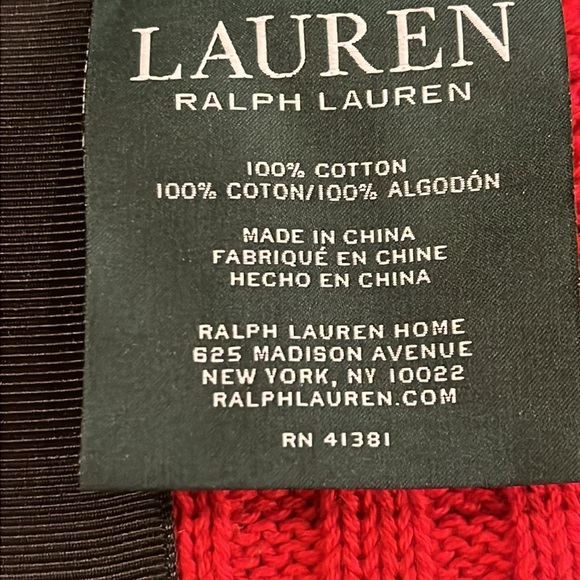 LAUREN
RALPH LAUREN
100% COTTON
100% COTON/100% ALGODÓN
MADE IN CHINA
FABRIQUÉ EN CHINE
HECHO EN CHINA
RALPH LAUREN HOME
625 MADISON AVENUE
NEW YORK, NY 10022
RALPHLAUREN.COM
RN 41381